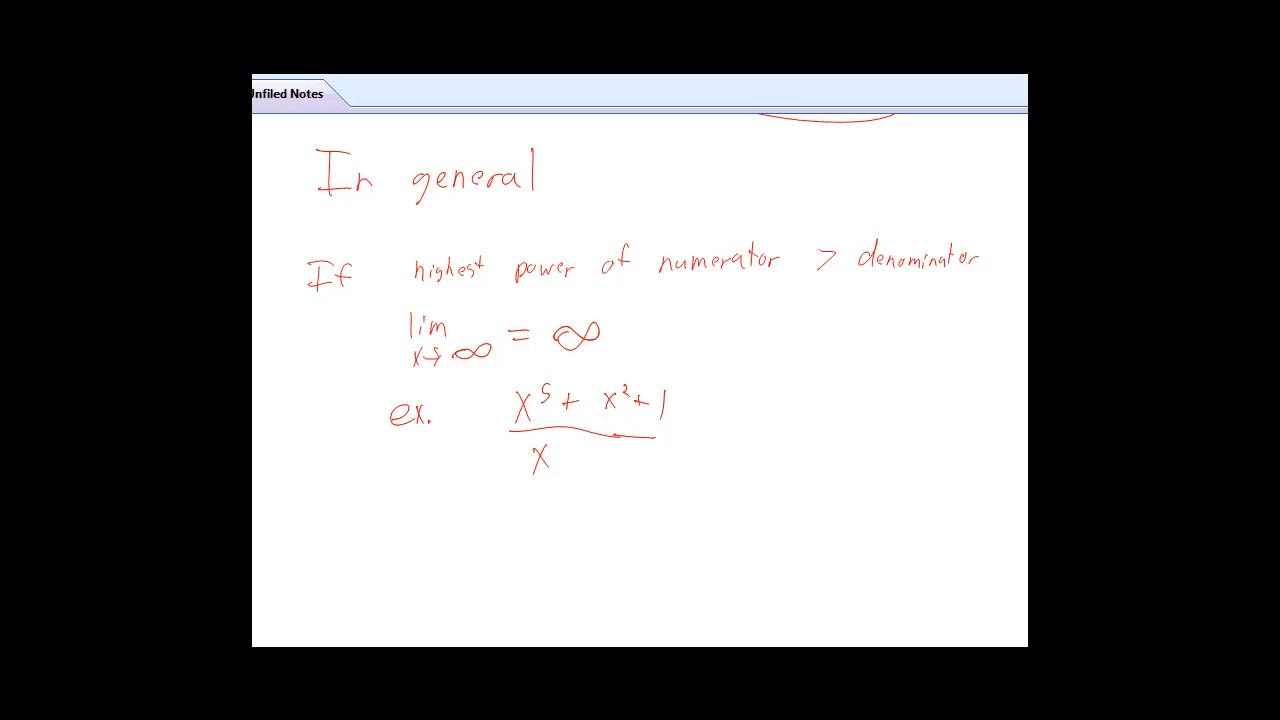 Unfiled Notes
In general
If highest power of numerator > denominator
lim x→∞ = ∞
ex. x⁵ + x² + 1
x